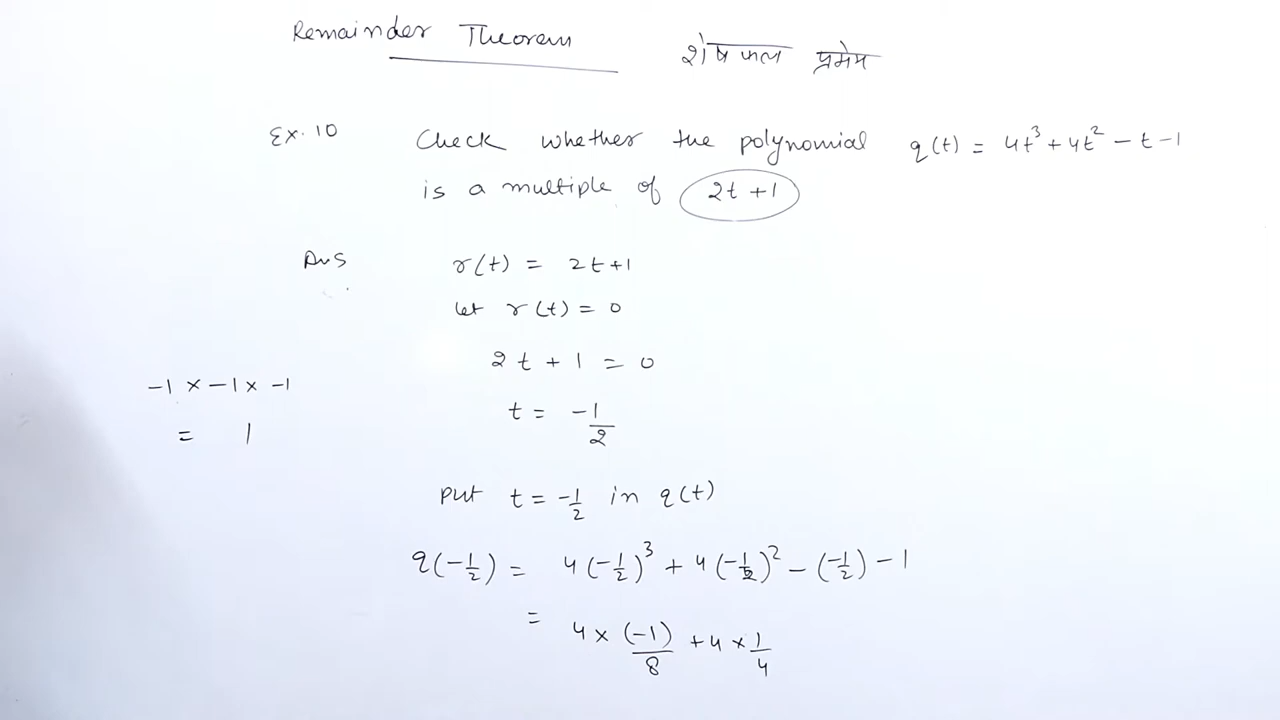 Remainder Theorem शेषफल प्रमेय
Ex. 10 Check whether the polynomial q(t) = 4t³ + 4t² - t - 1
is a multiple of 2t + 1
Ans r(t) = 2t + 1
let r(t) = 0
2t + 1 = 0
-1 × -1 × -1
t = -1/2
= 1
Put t = -1/2 in q(t)
q(-1/2) = 4(-1/2)³ + 4(-1/2)² - (-1/2) - 1
= 4 × (-1)/8 + 4 × 1/4